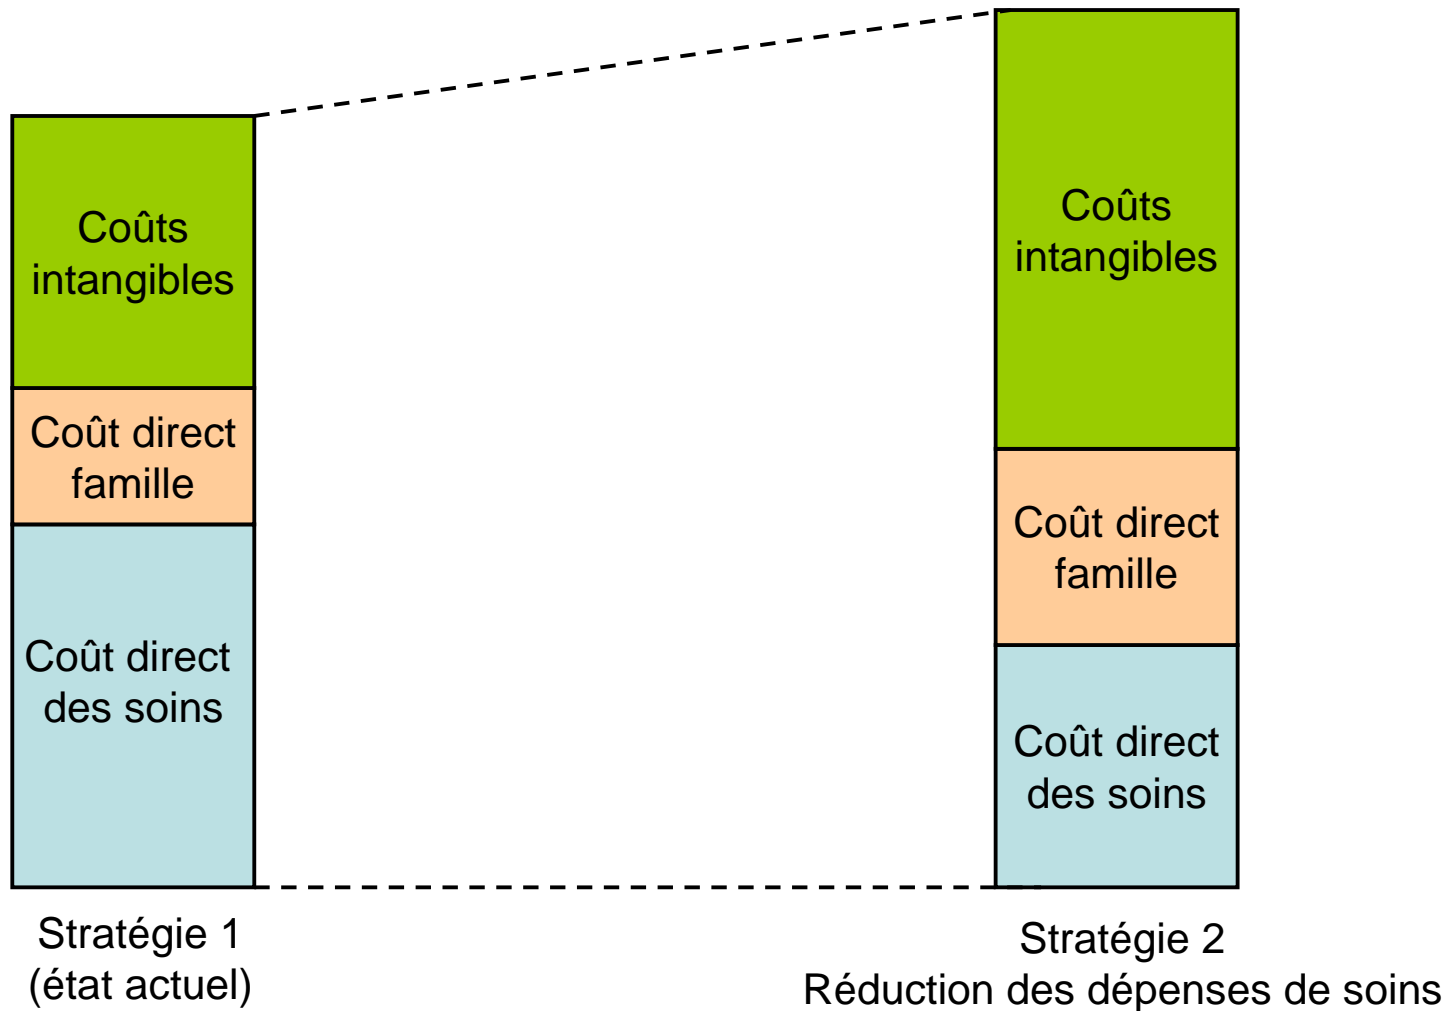 Coûts
intangibles
Coût direct
famille
Coût direct
des soins
Stratégie 1
(état actuel)
Coûts
intangibles
Coût direct
famille
Coût direct
des soins
Stratégie 2
Réduction des dépenses de soins